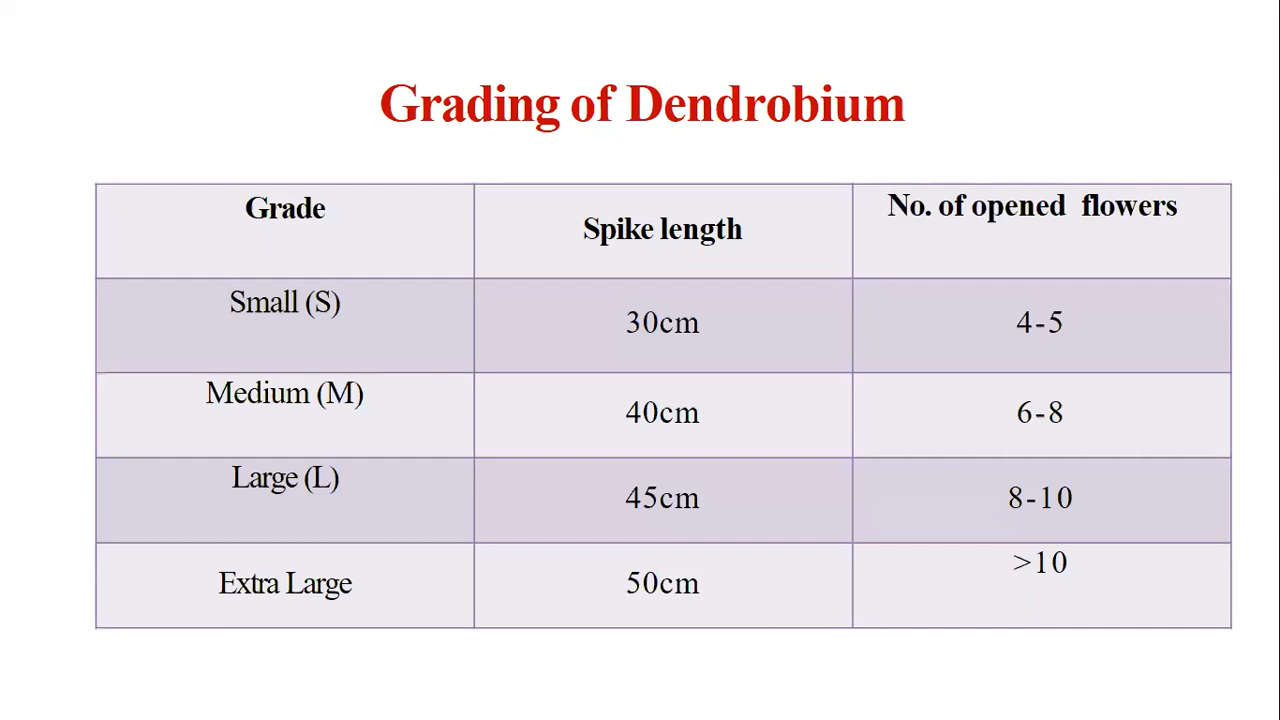 Grading of Dendrobium
Grade Spike length No. of opened flowers
Small (S) 30cm 4-5
Medium (M) 40cm 6-8
Large (L) 45cm 8-10
Extra Large 50cm >10